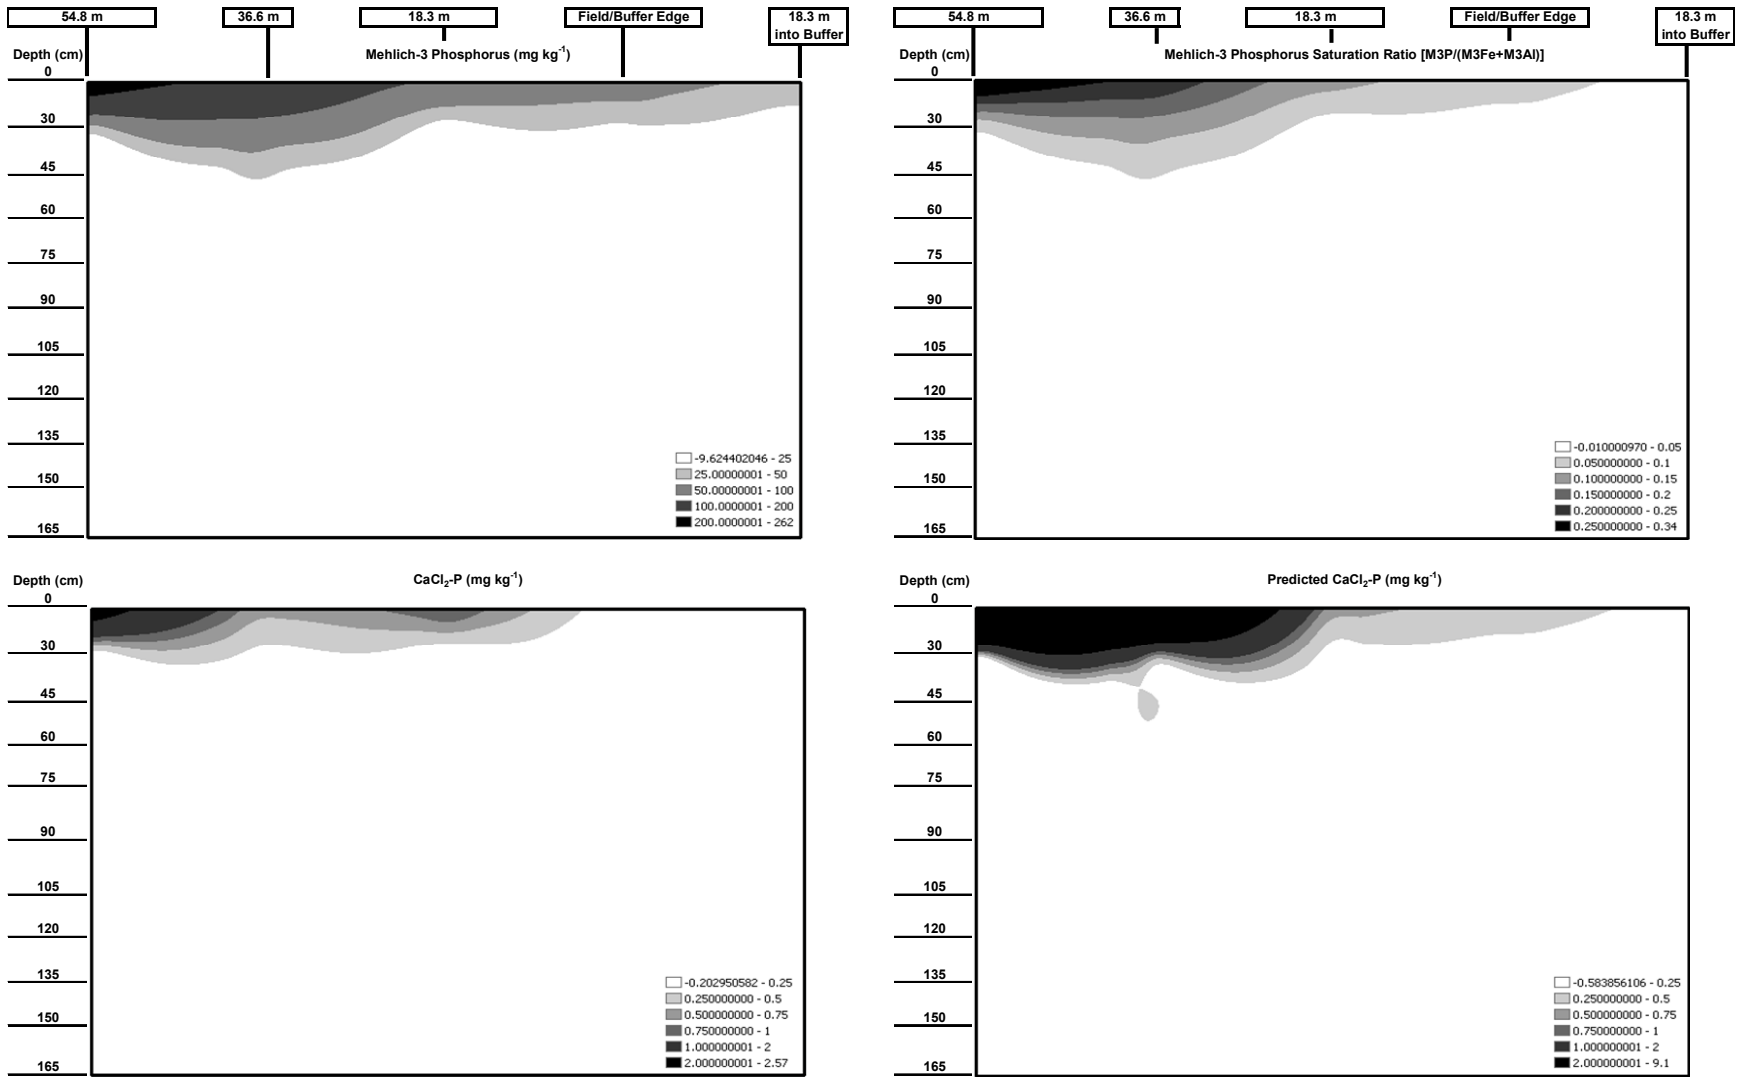 54.8 m
36.6 m
18.3 m
Field/Buffer Edge
18.3 m
into Buffer
Depth (cm)
Mehlich-3 Phosphorus (mg kg⁻¹)
0
30
45
60
75
90
105
120
135
150
165
-9.624402046 - 25
25.00000001 - 50
50.00000001 - 100
100.0000001 - 200
200.0000001 - 262
54.8 m
36.6 m
18.3 m
Field/Buffer Edge
18.3 m
into Buffer
Depth (cm)
Mehlich-3 Phosphorus Saturation Ratio [M3P/(M3Fe+M3Al)]
0
30
45
60
75
90
105
120
135
150
165
-0.010000970 - 0.05
0.050000000 - 0.1
0.100000000 - 0.15
0.150000000 - 0.2
0.200000000 - 0.25
0.250000000 - 0.34
Depth (cm)
CaCl₂-P (mg kg⁻¹)
0
30
45
60
75
90
105
120
135
150
165
-0.202950582 - 0.25
0.250000000 - 0.5
0.500000000 - 0.75
0.750000000 - 1
1.000000001 - 2
2.000000001 - 2.57
Depth (cm)
Predicted CaCl₂-P (mg kg⁻¹)
0
30
45
60
75
90
105
120
135
150
165
-0.583856106 - 0.25
0.250000000 - 0.5
0.500000000 - 0.75
0.750000000 - 1
1.000000001 - 2
2.000000001 - 9.1